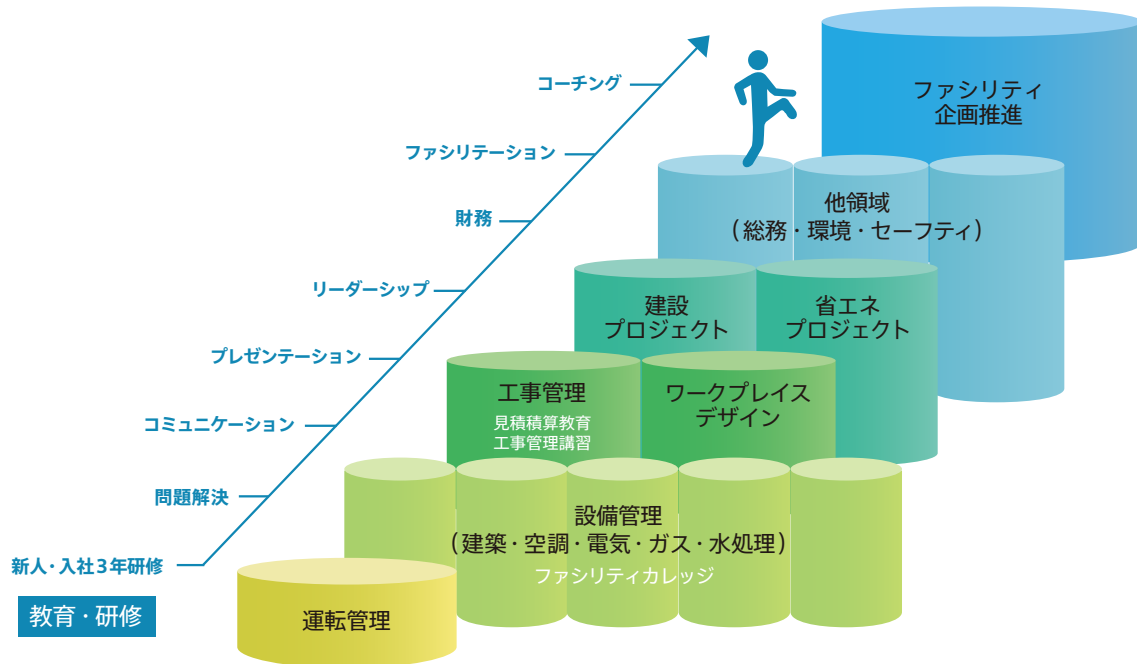 コーチング
ファシリテーション
財務
リーダーシップ
プレゼンテーション
コミュニケーション
問題解決
新人・入社3年研修
教育・研修
ファシリティ
企画推進
他領域
（総務・環境・セーフティ）
建設
プロジェクト
省エネ
プロジェクト
工事管理
見積積算教育
工事管理講習
ワークプレイス
デザイン
設備管理
（建築・空調・電気・ガス・水処理）
ファシリティカレッジ
運転管理